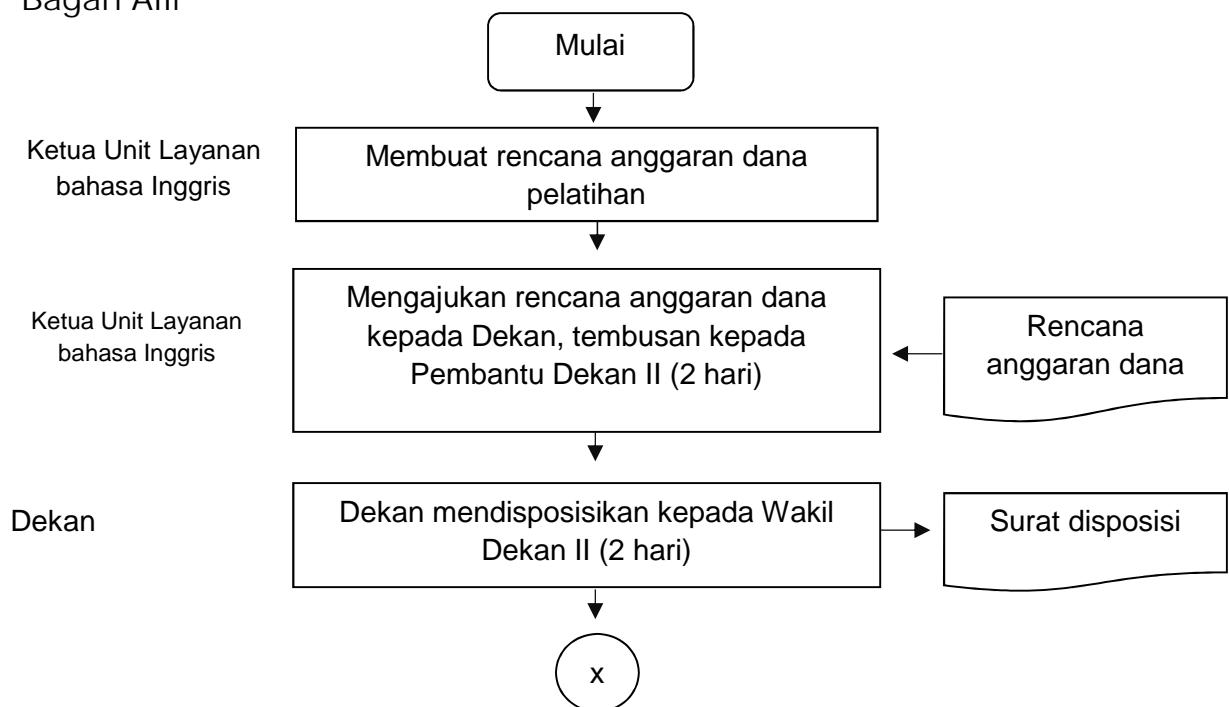 Bagan Alir
Mulai
Ketua Unit Layanan
bahasa Inggris
Membuat rencana anggaran dana
pelatihan
Ketua Unit Layanan
bahasa Inggris
Mengajukan rencana anggaran dana
kepada Dekan, tembusan kepada
Pembantu Dekan II (2 hari)
Rencana
anggaran dana
Dekan
Dekan mendisposisikan kepada Wakil
Dekan II (2 hari)
Surat disposisi
x